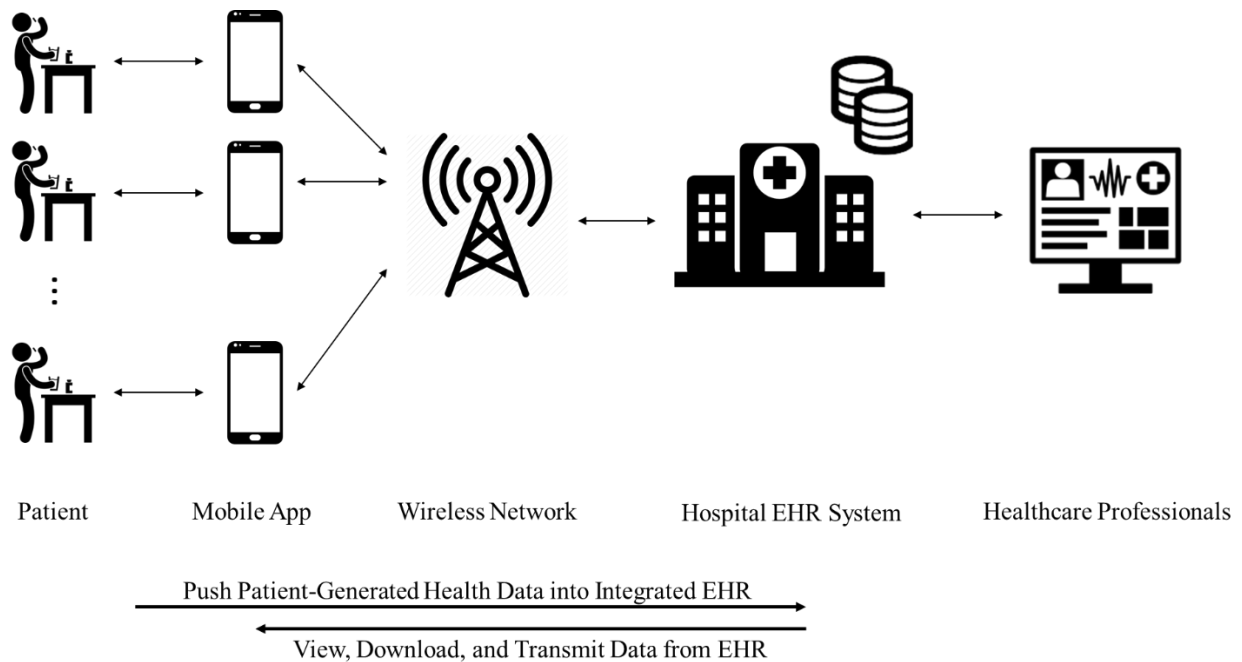 Patient
Mobile App
Wireless Network
Hospital EHR System
Healthcare Professionals
Push Patient-Generated Health Data into Integrated EHR
View, Download, and Transmit Data from EHR